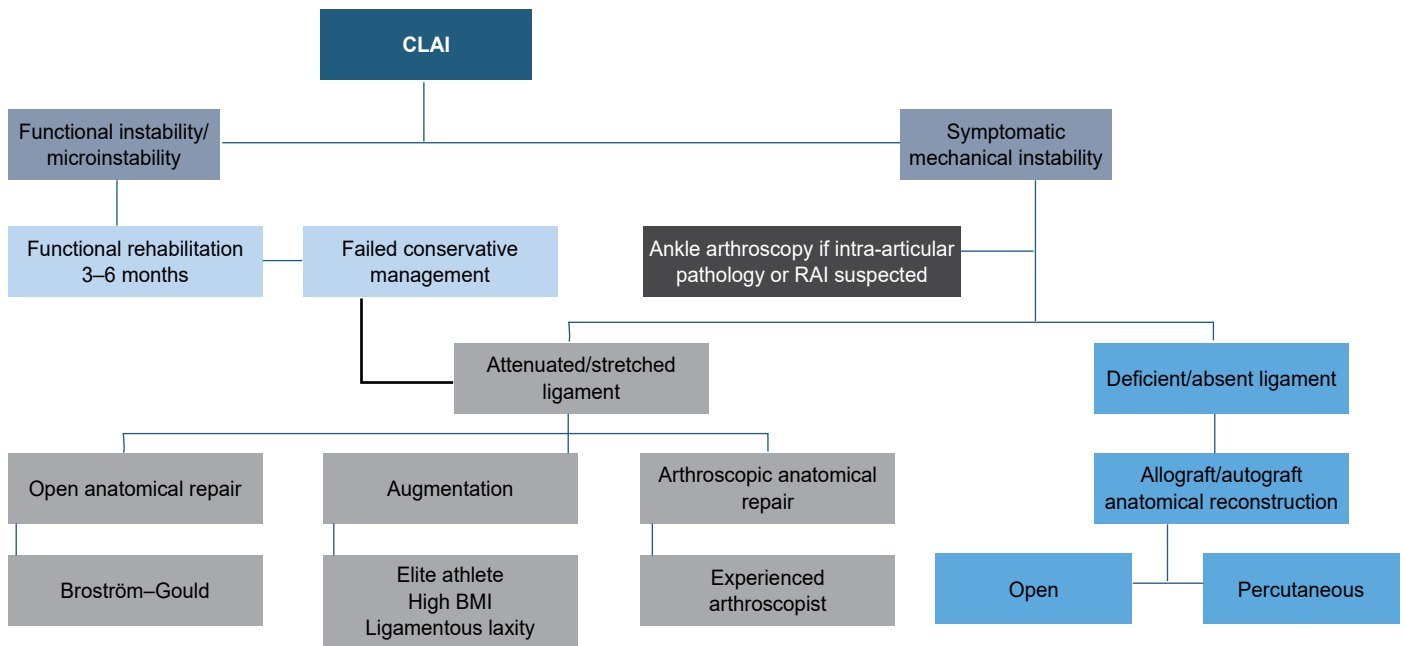 CLAI
Functional instability/
microinstability
Symptomatic
mechanical instability
Functional rehabilitation
3–6 months
Failed conservative
management
Ankle arthroscopy if intra-articular
pathology or RAI suspected
Attenuated/stretched
ligament
Deficient/absent ligament
Open anatomical repair
Augmentation
Arthroscopic anatomical
repair
Allograft/autograft
anatomical reconstruction
Broström–Gould
Elite athlete
High BMI
Ligamentous laxity
Experienced
arthroscopist
Open
Percutaneous